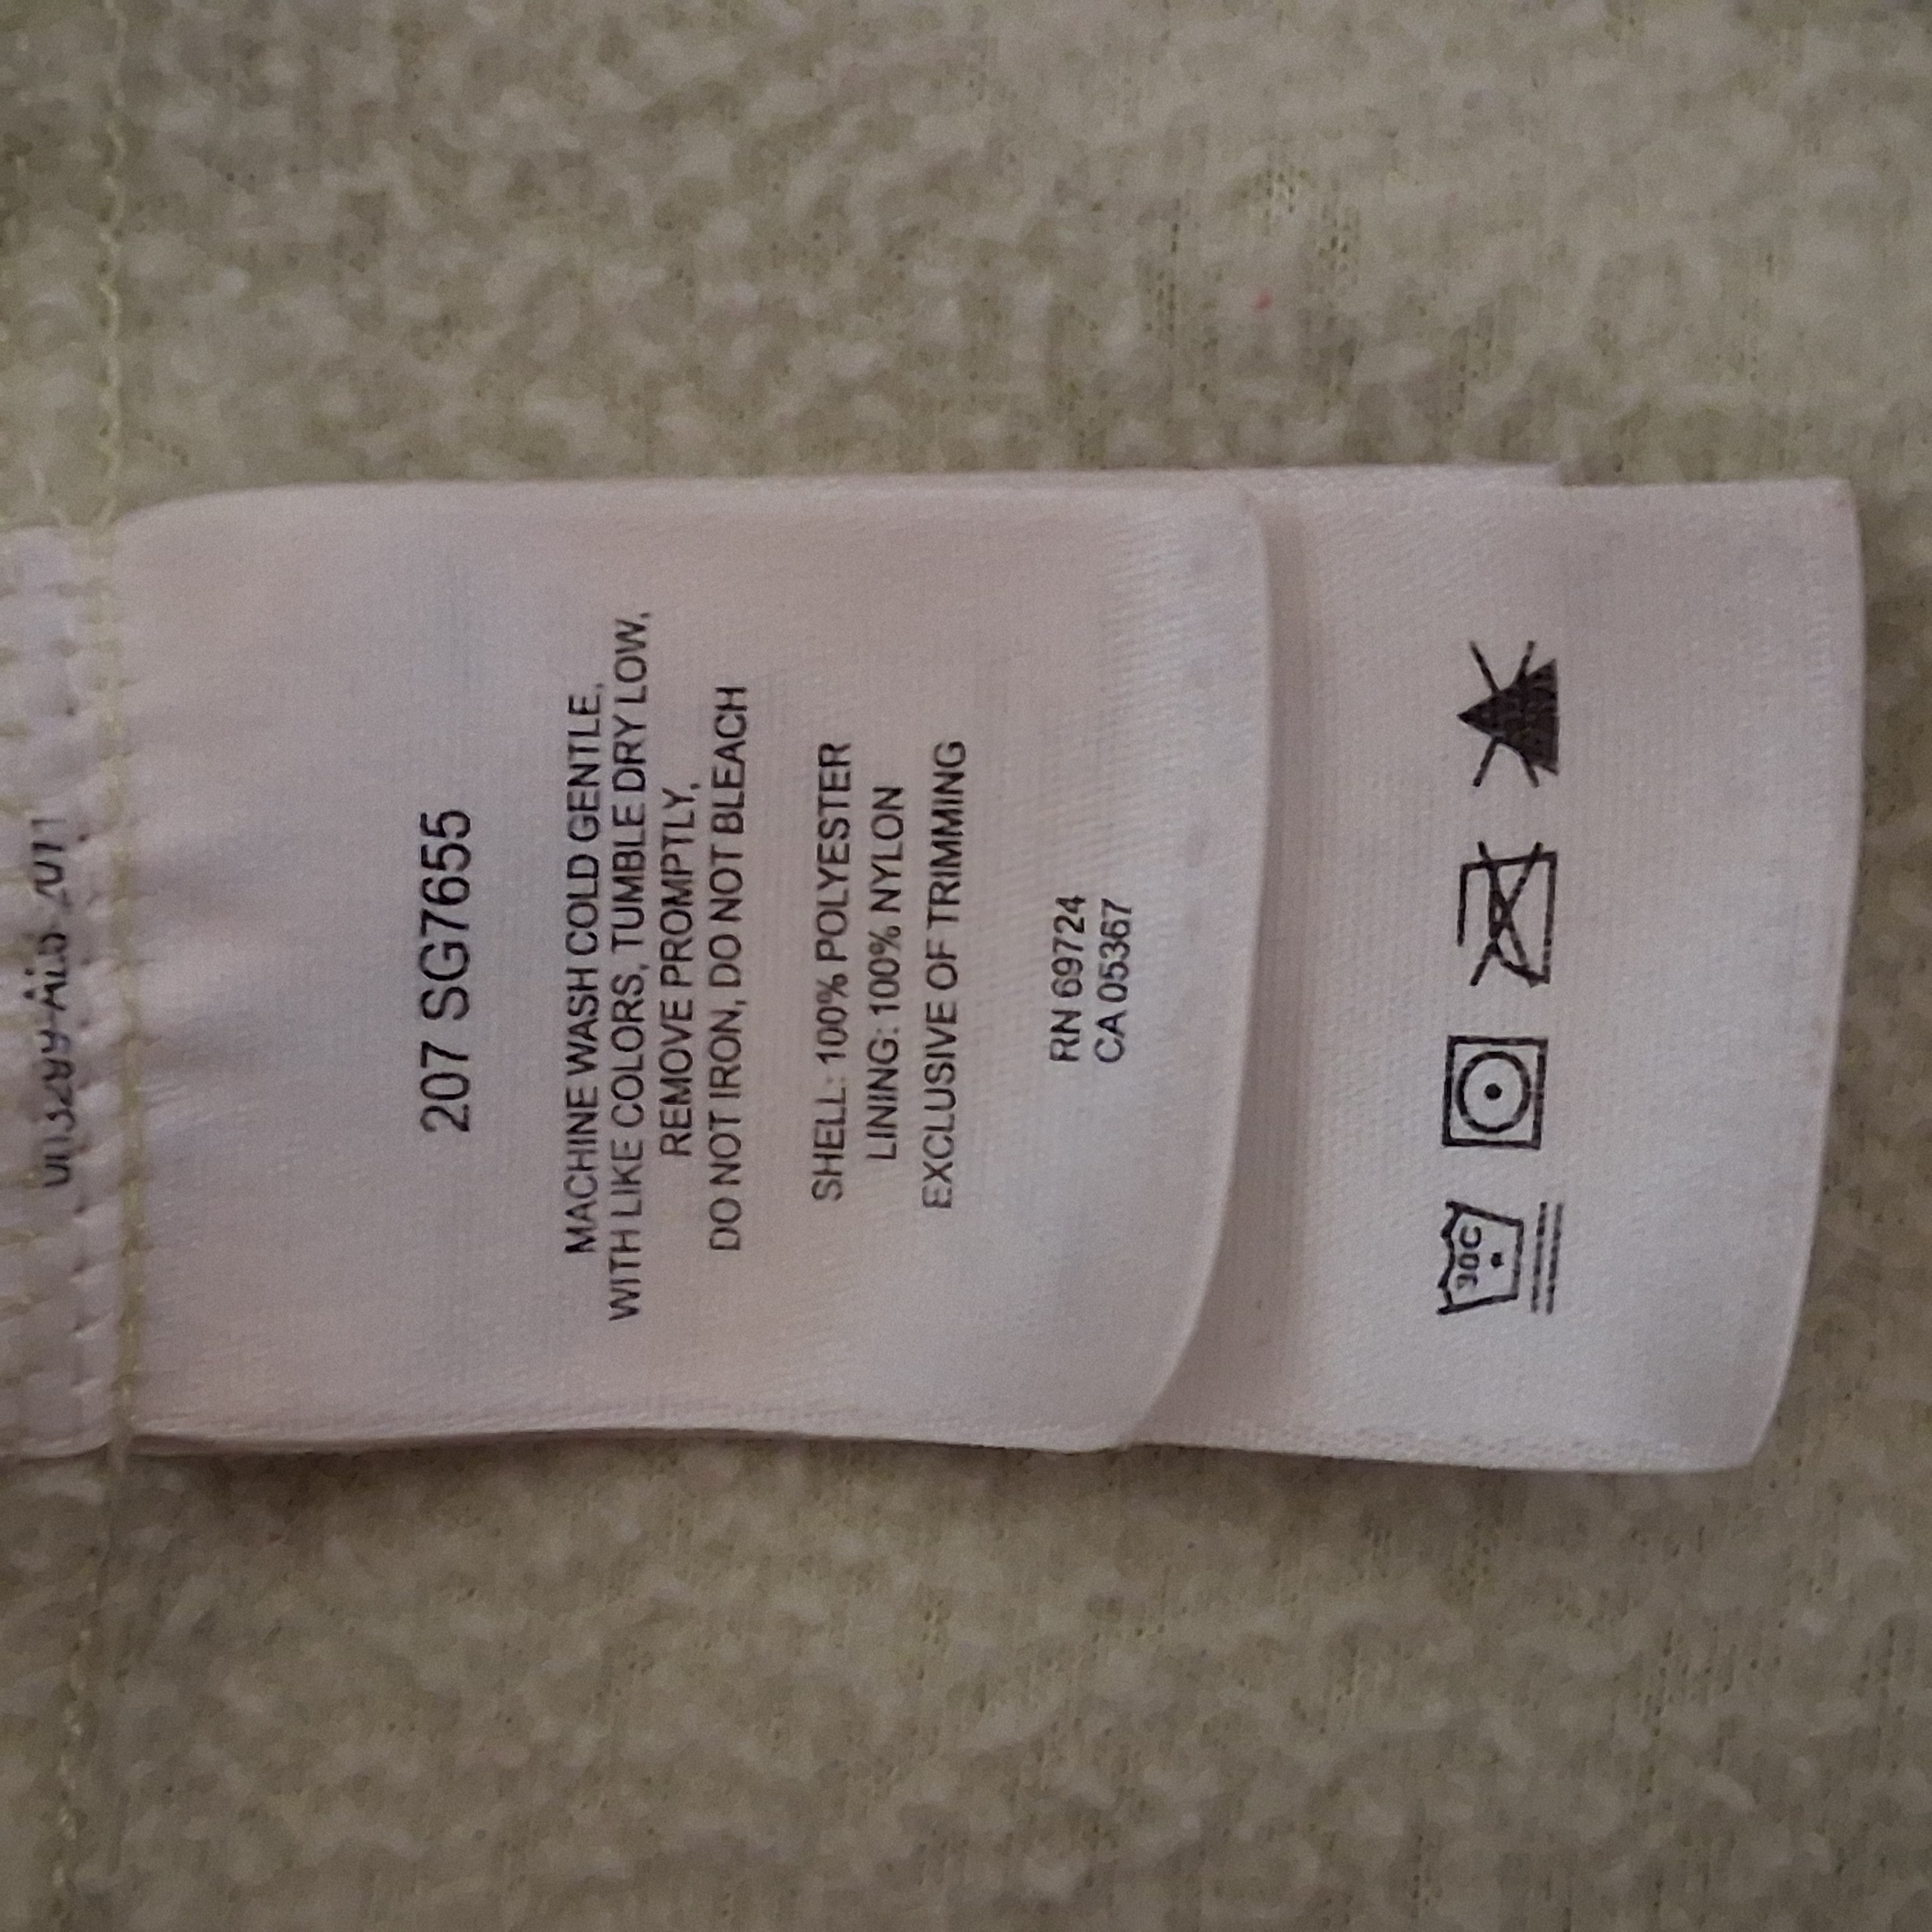 207 SG7655
MACHINE WASH COLD GENTLE,
WITH LIKE COLORS, TUMBLE DRY LOW,
REMOVE PROMPTLY,
DO NOT IRON, DO NOT BLEACH
SHELL: 100% POLYESTER
LINING: 100% NYLON
EXCLUSIVE OF TRIMMING
RN 69724
CA 05367
30C